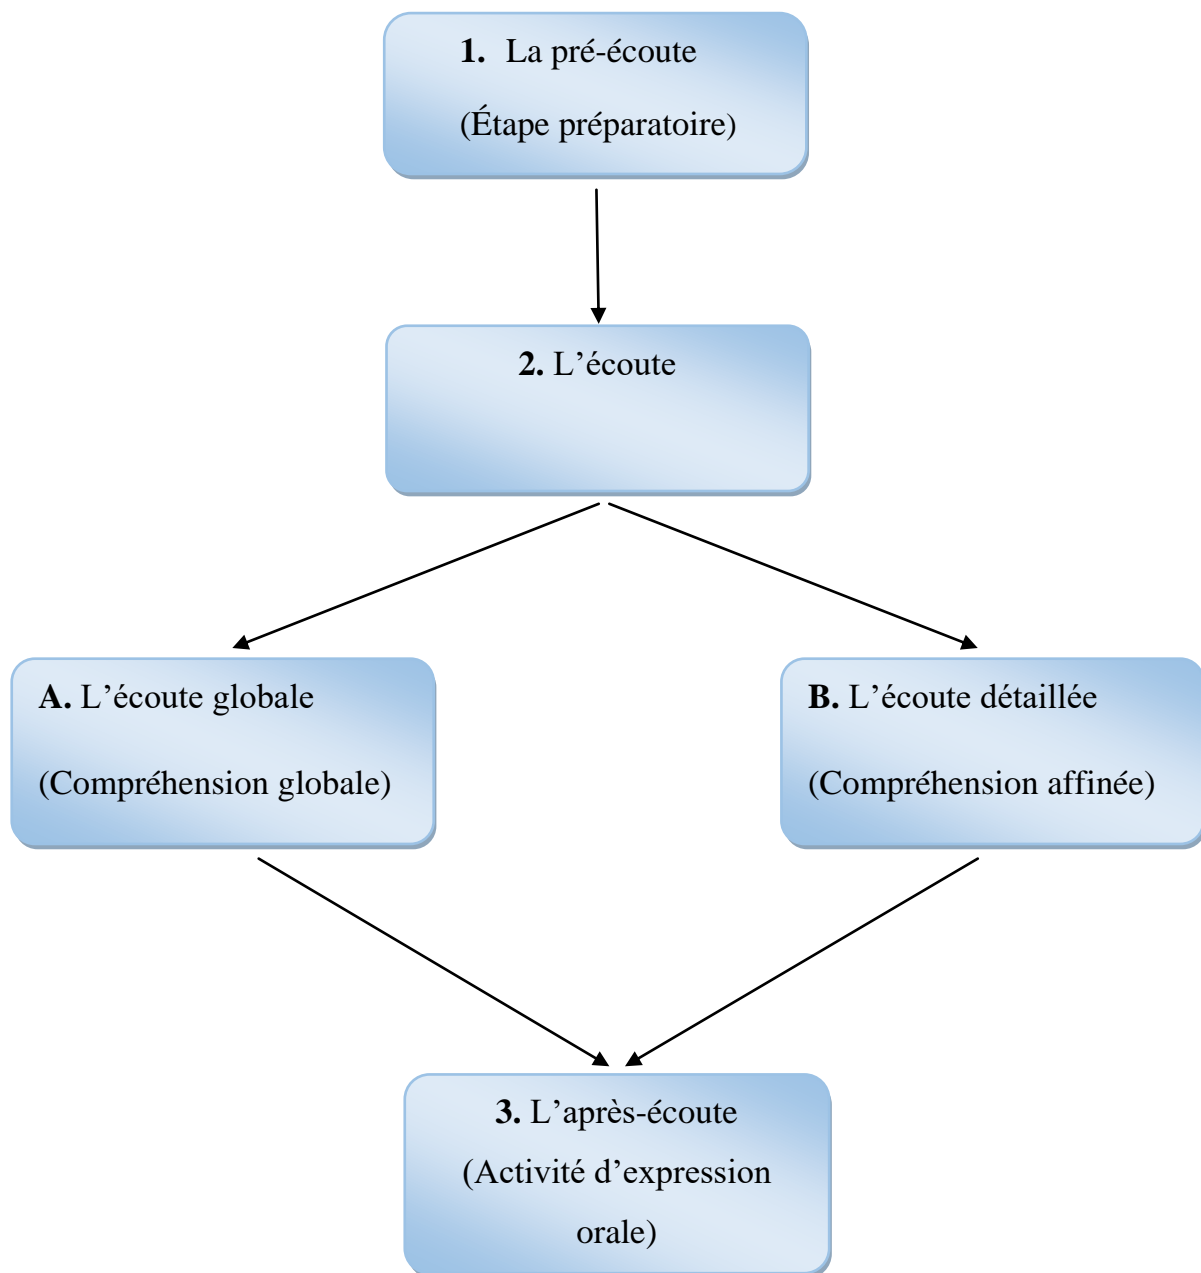 1. La pré-écoute
(Étape préparatoire)
2. L’écoute
A. L’écoute globale
(Compréhension globale)
B. L’écoute détaillée
(Compréhension affinée)
3. L’après-écoute
(Activité d’expression
orale)